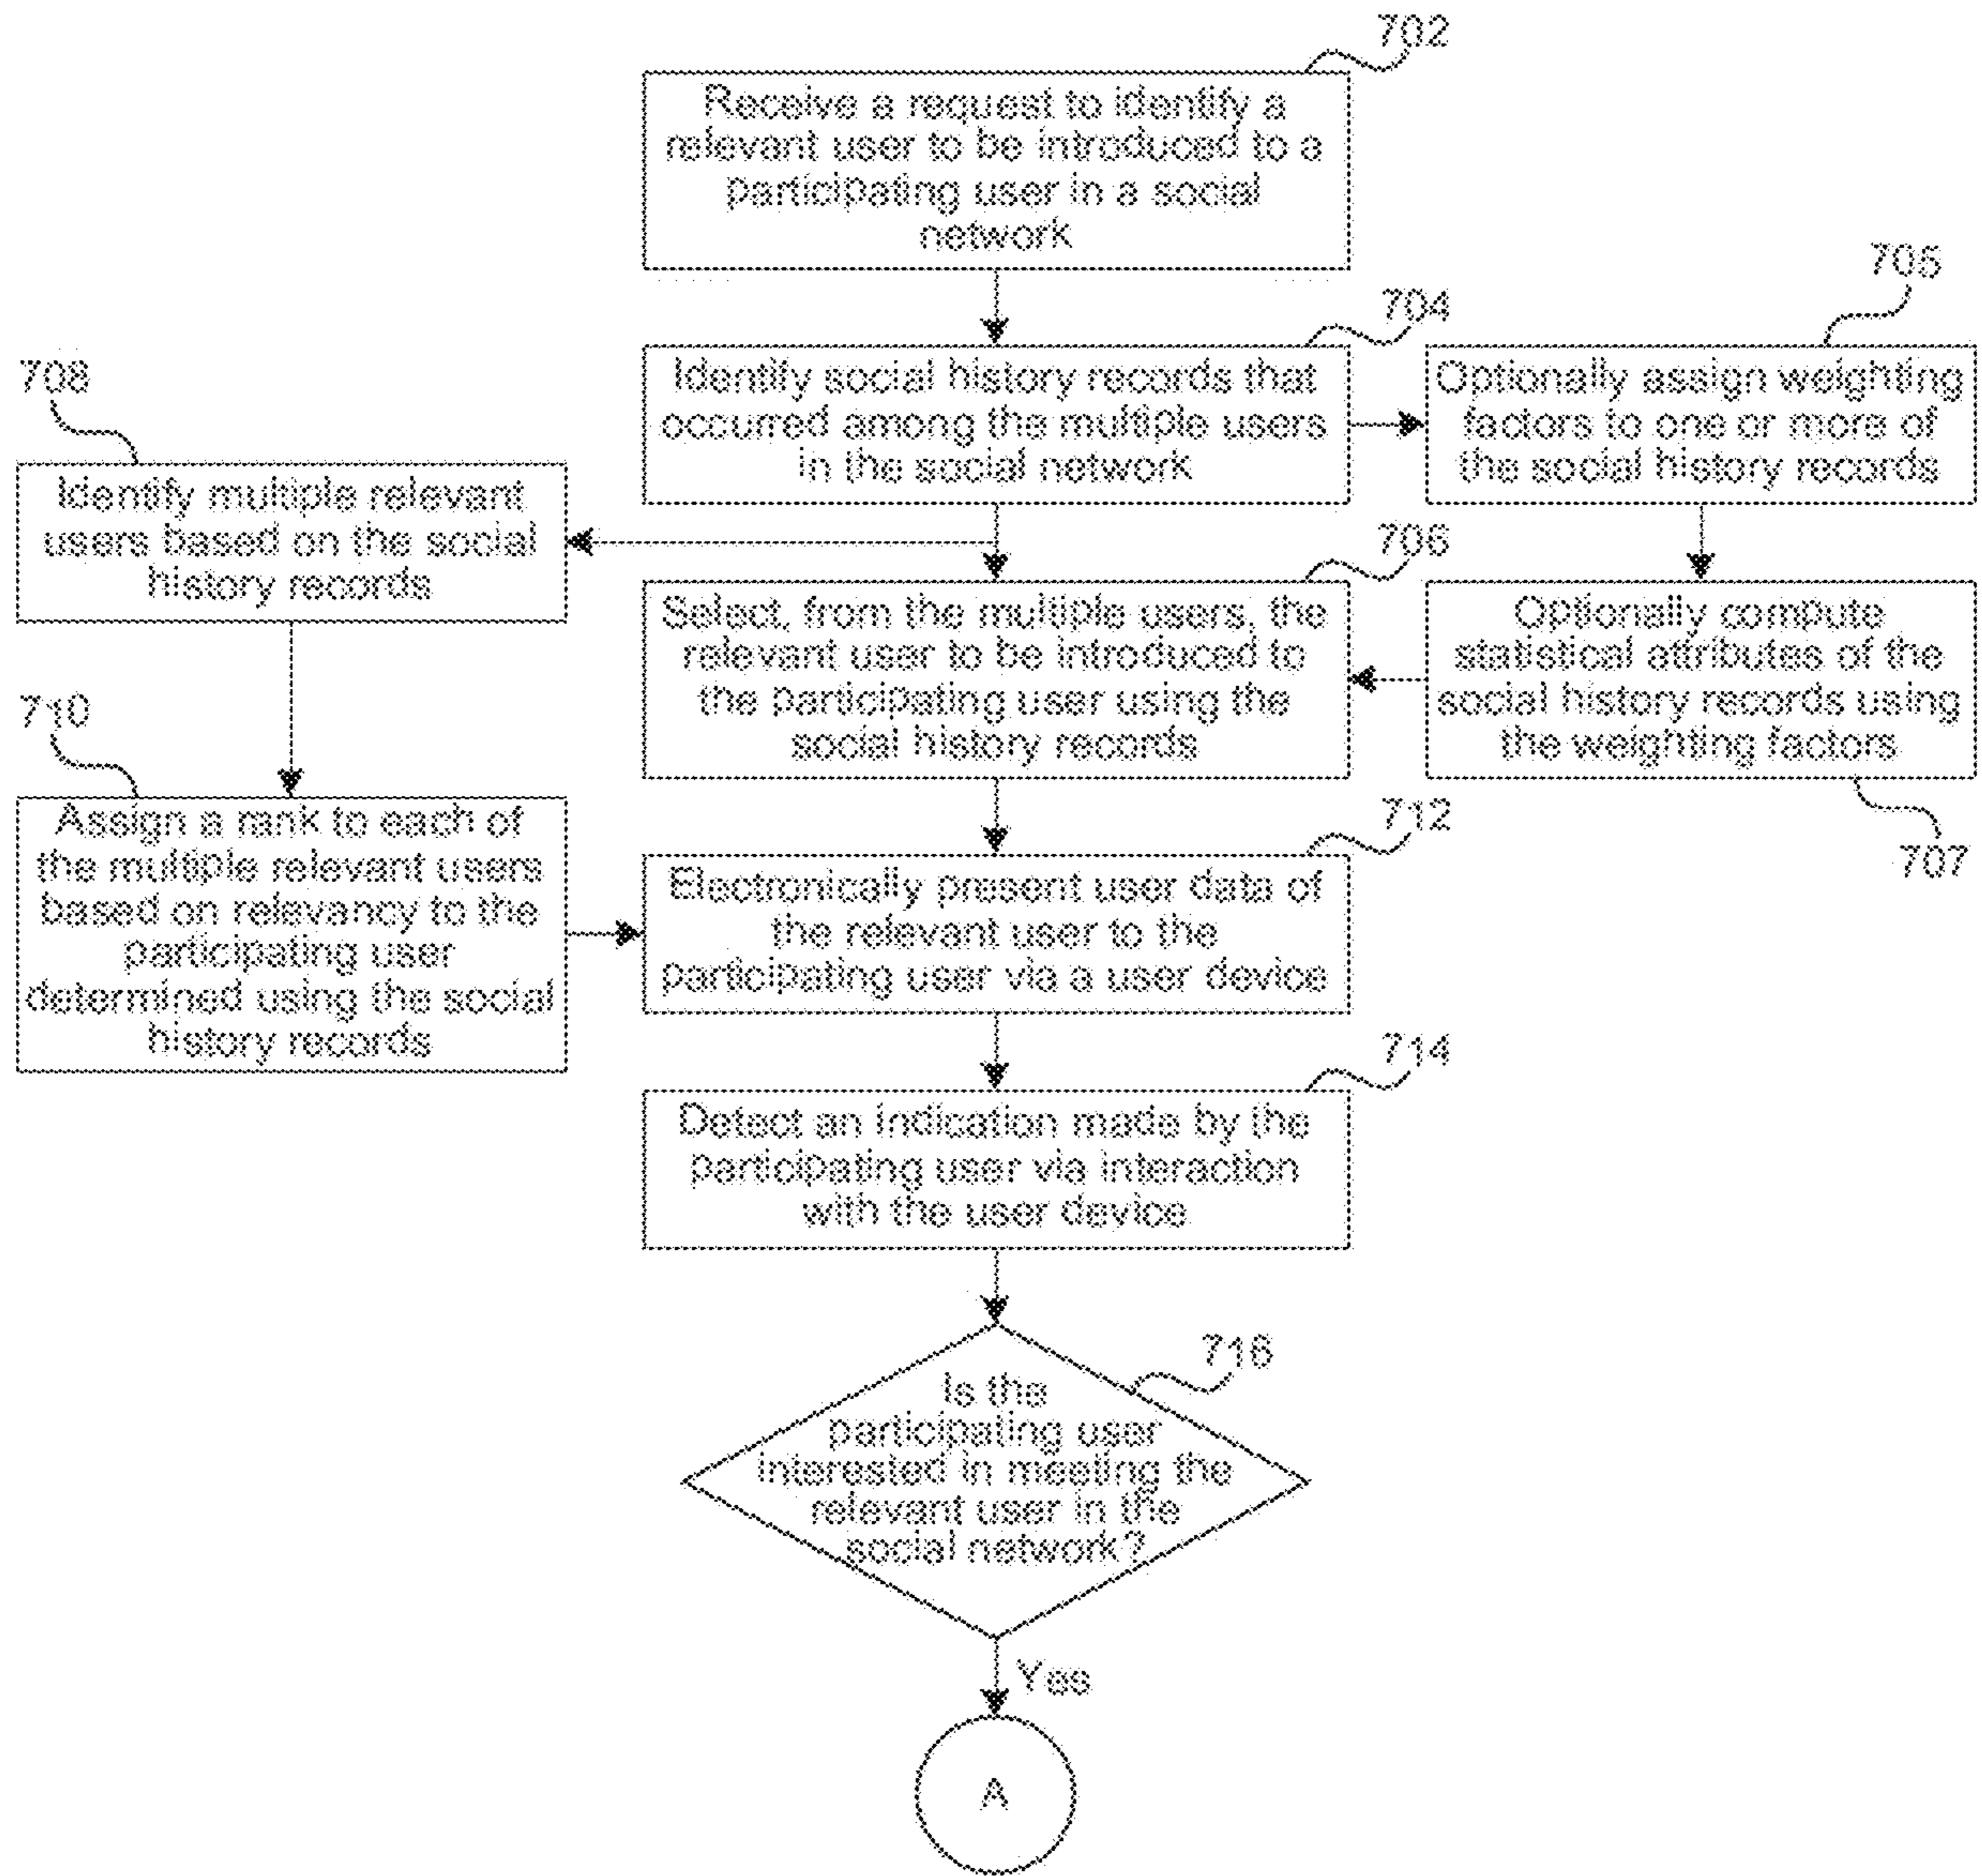 702
Receive a request to identify a
relevant user to be introduced to a
participating user in a social
network
704
Identify social history records that
occurred among the multiple users
in the social network
705
Optionally assign weighting
factors to one or more of
the social history records
708
Identify multiple relevant
users based on the social
history records
706
Select, from the multiple users, the
relevant user to be introduced to
the participating user using the
social history records
Optionally compute
statistical attributes of the
social history records using
the weighting factors
707
710
Assign a rank to each of
the multiple relevant users
based on relevancy to the
participating user
determined using the social
history records
712
Electronically present user data of
the relevant user to the
participating user via a user device
714
Detect an indication made by the
participating user via interaction
with the user device
716
Is the
participating user
interested in meeting the
relevant user in the
social network?
Yes
A